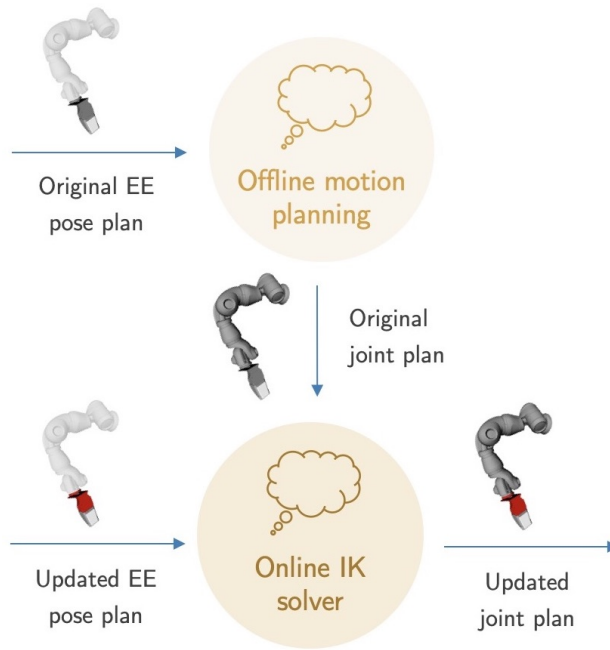 Original EE
pose plan
Offline motion
planning
Original
joint plan
Updated EE
pose plan
Online IK
solver
Updated
joint plan